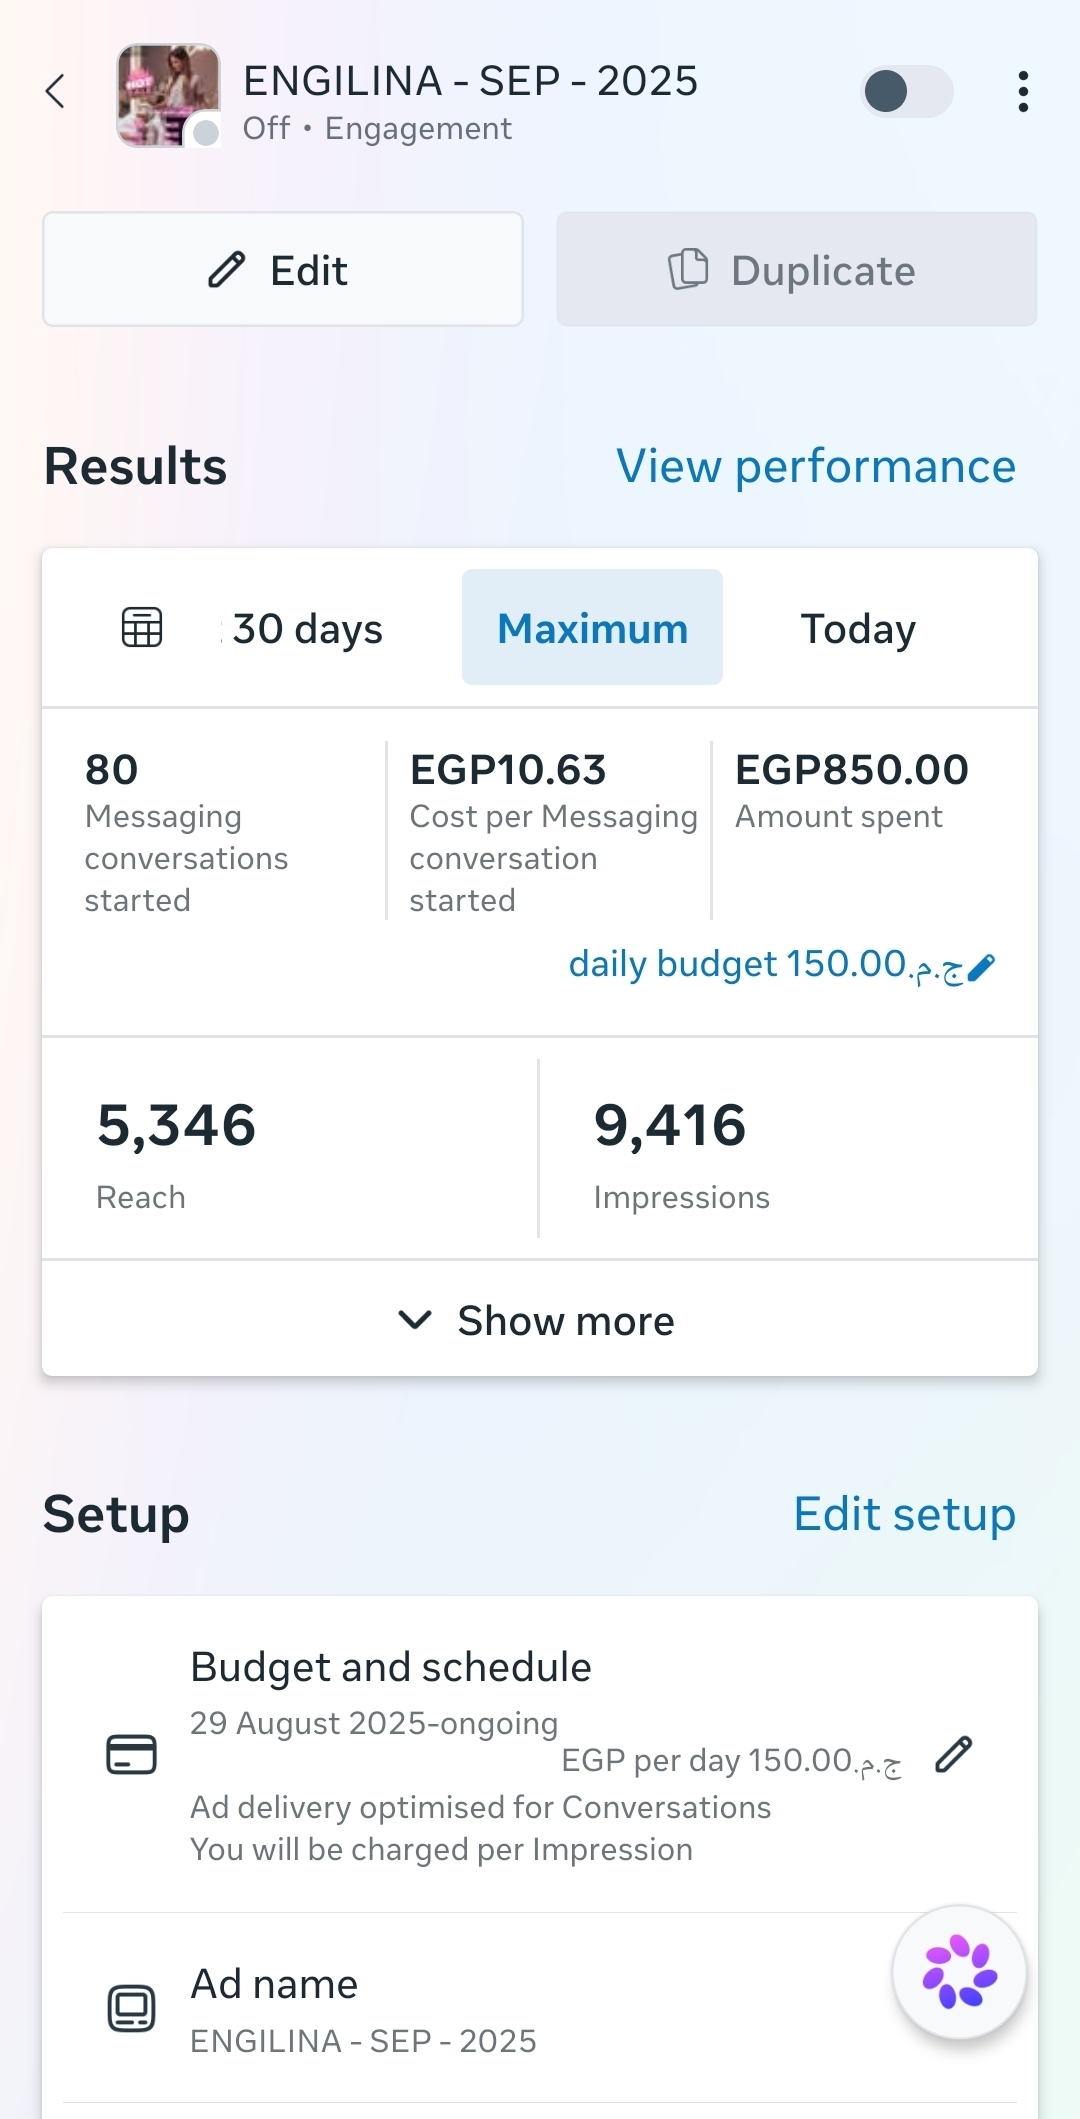 ENGILINA - SEP - 2025
Off • Engagement
Edit
Duplicate
Results
View performance
30 days
Maximum
Today
80
Messaging
conversations
started
EGP10.63
Cost per Messaging
conversation
started
EGP850.00
Amount spent
daily budget 150.00.ج.م
5,346
Reach
9,416
Impressions
Show more
Setup
Edit setup
Budget and schedule
29 August 2025-ongoing
EGP per day 150.00.ج.م
Ad delivery optimised for Conversations
You will be charged per Impression
Ad name
ENGILINA - SEP - 2025